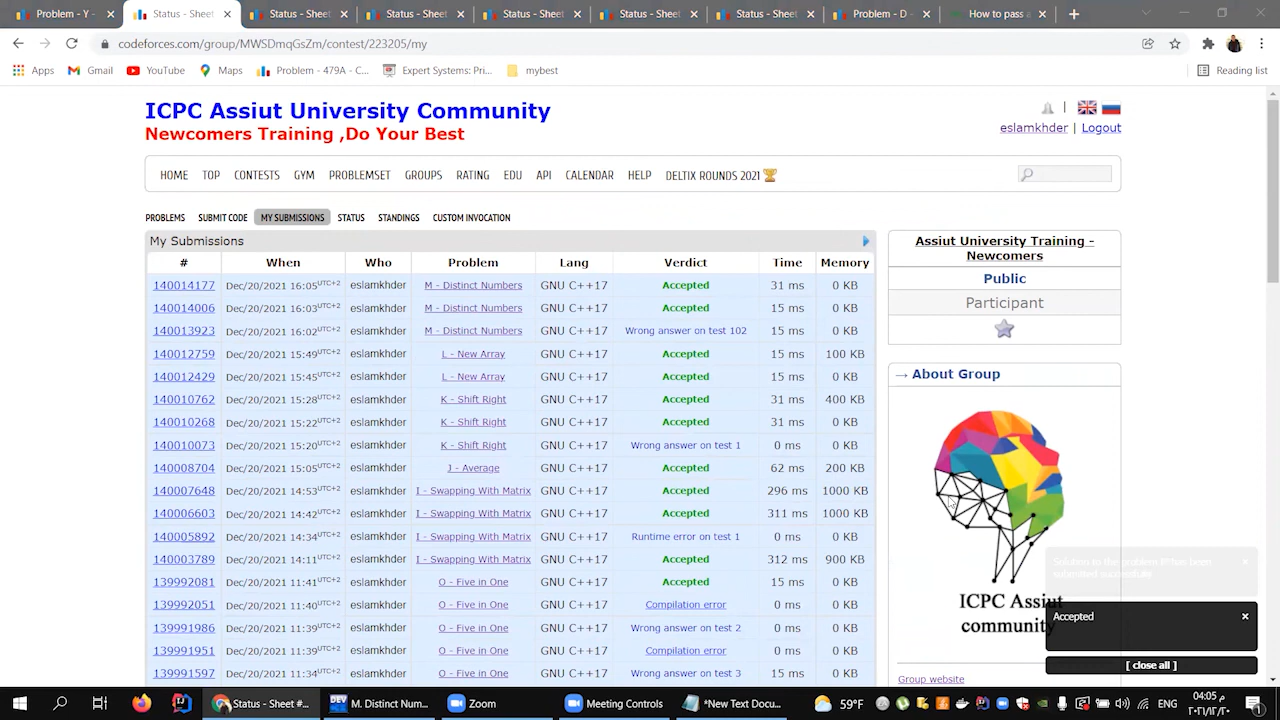 Problem - Y
Status - Sheet
Status - Sheet
Status - Sheet
Status - Sheet
Status - Sheet
Status - Sheet
Problem - D
How to pass a
codeforces.com/group/MWSDmqGsZm/contest/223205/my
Apps
Gmail
YouTube
Maps
Problem - 479A - C...
Expert Systems: Pri...
mybest
Reading list
ICPC Assiut University Community
Newcomers Training ,Do Your Best
eslamkhder | Logout
HOME TOP CONTESTS GYM PROBLEMSET GROUPS RATING EDU API CALENDAR HELP DELTIX ROUNDS 2021
PROBLEMS SUBMIT CODE MY SUBMISSIONS STATUS STANDINGS CUSTOM INVOCATION
My Submissions
# When Who Problem Lang Verdict Time Memory
140014177 Dec/20/2021 16:05UTC+2 eslamkhder M - Distinct Numbers GNU C++17 Accepted 31 ms 0 KB
140014006 Dec/20/2021 16:03UTC+2 eslamkhder M - Distinct Numbers GNU C++17 Accepted 15 ms 0 KB
140013923 Dec/20/2021 16:02UTC+2 eslamkhder M - Distinct Numbers GNU C++17 Wrong answer on test 102 15 ms 0 KB
140012759 Dec/20/2021 15:49UTC+2 eslamkhder L - New Array GNU C++17 Accepted 15 ms 100 KB
140012429 Dec/20/2021 15:45UTC+2 eslamkhder L - New Array GNU C++17 Accepted 15 ms 0 KB
140010762 Dec/20/2021 15:28UTC+2 eslamkhder K - Shift Right GNU C++17 Accepted 31 ms 400 KB
140010268 Dec/20/2021 15:22UTC+2 eslamkhder K - Shift Right GNU C++17 Accepted 31 ms 0 KB
140010073 Dec/20/2021 15:20UTC+2 eslamkhder K - Shift Right GNU C++17 Wrong answer on test 1 0 ms 0 KB
140008704 Dec/20/2021 15:05UTC+2 eslamkhder J - Average GNU C++17 Accepted 62 ms 200 KB
140007648 Dec/20/2021 14:53UTC+2 eslamkhder I - Swapping With Matrix GNU C++17 Accepted 296 ms 1000 KB
140006603 Dec/20/2021 14:42UTC+2 eslamkhder I - Swapping With Matrix GNU C++17 Accepted 311 ms 1000 KB
140005892 Dec/20/2021 14:34UTC+2 eslamkhder I - Swapping With Matrix GNU C++17 Runtime error on test 1 0 ms 0 KB
140003789 Dec/20/2021 14:11UTC+2 eslamkhder I - Swapping With Matrix GNU C++17 Accepted 312 ms 900 KB
139992081 Dec/20/2021 11:41UTC+2 eslamkhder O - Five in One GNU C++17 Accepted 15 ms 0 KB
139992051 Dec/20/2021 11:40UTC+2 eslamkhder O - Five in One GNU C++17 Compilation error 0 ms 0 KB
139991986 Dec/20/2021 11:39UTC+2 eslamkhder O - Five in One GNU C++17 Wrong answer on test 2 0 ms 0 KB
139991951 Dec/20/2021 11:39UTC+2 eslamkhder O - Five in One GNU C++17 Compilation error 0 ms 0 KB
139991597 Dec/20/2021 11:34UTC+2 eslamkhder O - Five in One GNU C++17 Wrong answer on test 3 0 ms 0 KB
Assiut University Training -
Newcomers
Public
Participant
→ About Group
ICPC Assiut
community
Group website
Solution to the problem has been
submitted successfully
Accepted
[ close all ]
Status - Sheet #...
M. Distinct Num...
Zoom
Meeting Controls
*New Text Docu...
59°F
ENG
٠٤:٠٥ م